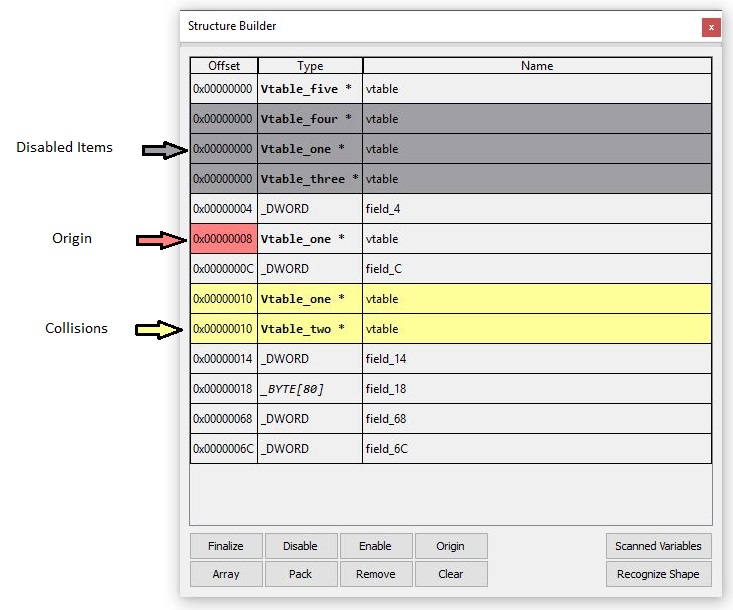 Structure Builder
x
Offset Type Name
0x00000000 Vtable_five * vtable
0x00000000 Vtable_four * vtable
Disabled Items 0x00000000 Vtable_one * vtable
0x00000000 Vtable_three * vtable
0x00000004 _DWORD field_4
Origin 0x00000008 Vtable_one * vtable
0x0000000C _DWORD field_C
0x00000010 Vtable_one * vtable
Collisions 0x00000010 Vtable_two * vtable
0x00000014 _DWORD field_14
0x00000018 _BYTE[80] field_18
0x00000068 _DWORD field_68
0x0000006C _DWORD field_6C
Finalize Disable Enable Origin Scanned Variables
Array Pack Remove Clear Recognize Shape